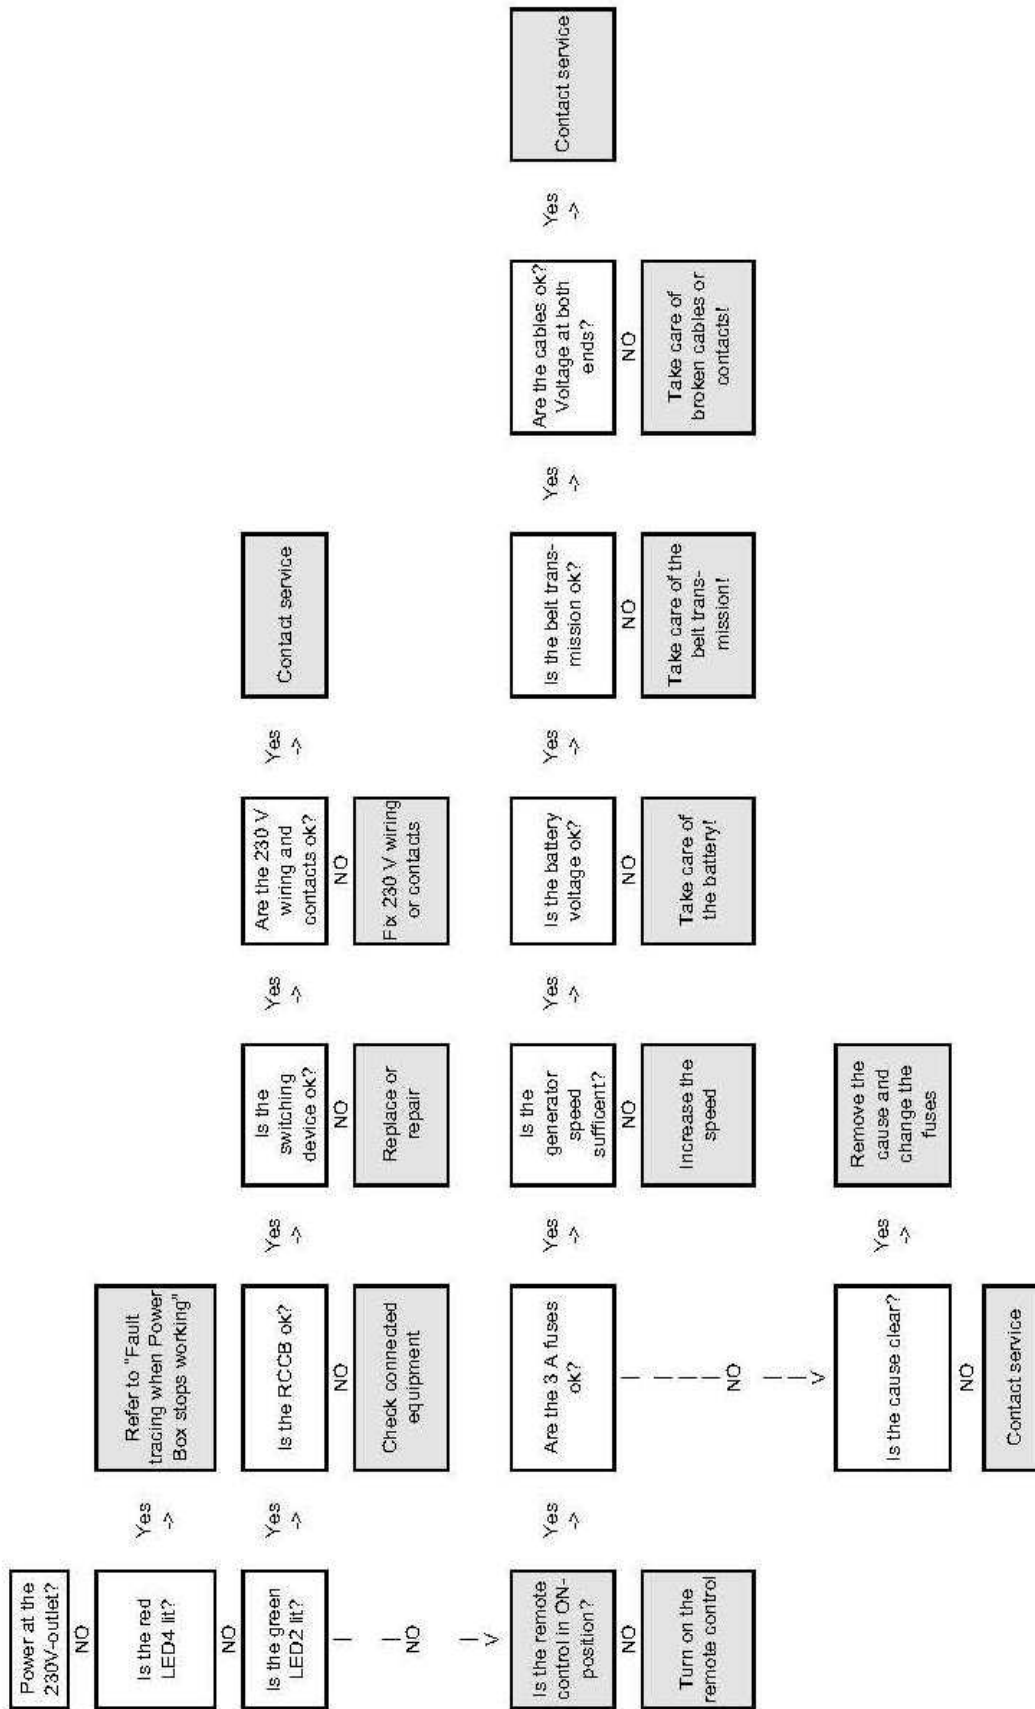 Power at the
230V-outlet?
NO
Is the red
LED4 lit?
Yes
->
Refer to "Fault
tracing when Power
Box stops working"
NO
Is the green
LED2 lit?
Yes
->
Is the RCCB ok?
Yes
->
Is the
switching
device ok?
Yes
->
Are the 230 V
wiring and
contacts ok?
Yes
->
Contact service
NO
Check connected
equipment
NO
Replace or
repair
NO
Fix 230 V wiring
or contacts
NO
V
Is the remote
control in ON-
position?
Yes
->
Are the 3 A fuses
ok?
Yes
->
Is the
generator
speed
sufficent?
Yes
->
Is the battery
voltage ok?
Yes
->
Is the belt trans-
mission ok?
Yes
->
Are the cables ok?
Voltage at both
ends?
Yes
->
Contact service
NO
Turn on the
remote control
NO
Increase the
speed
NO
Take care of
the battery!
NO
Take care of the
belt trans-
mission!
NO
Take care of
broken cables or
contacts!
NO
V
Is the cause clear?
Yes
->
Remove the
cause and
change the
fuses
NO
Contact service